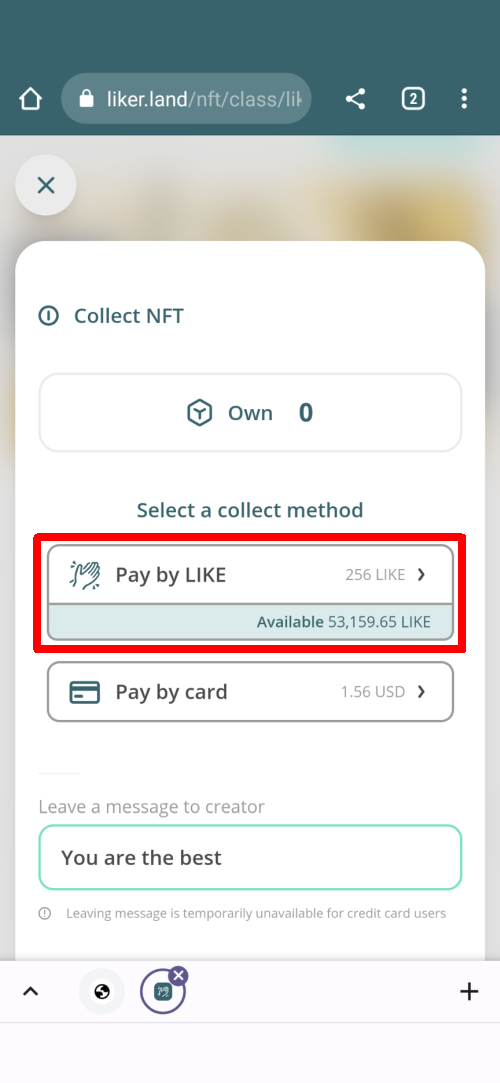 liker.land/nft/class/lik
2
Collect NFT
Own 0
Select a collect method
Pay by LIKE 256 LIKE
Available 53,159.65 LIKE
Pay by card 1.56 USD
Leave a message to creator
You are the best
Leaving message is temporarily unavailable for credit card users